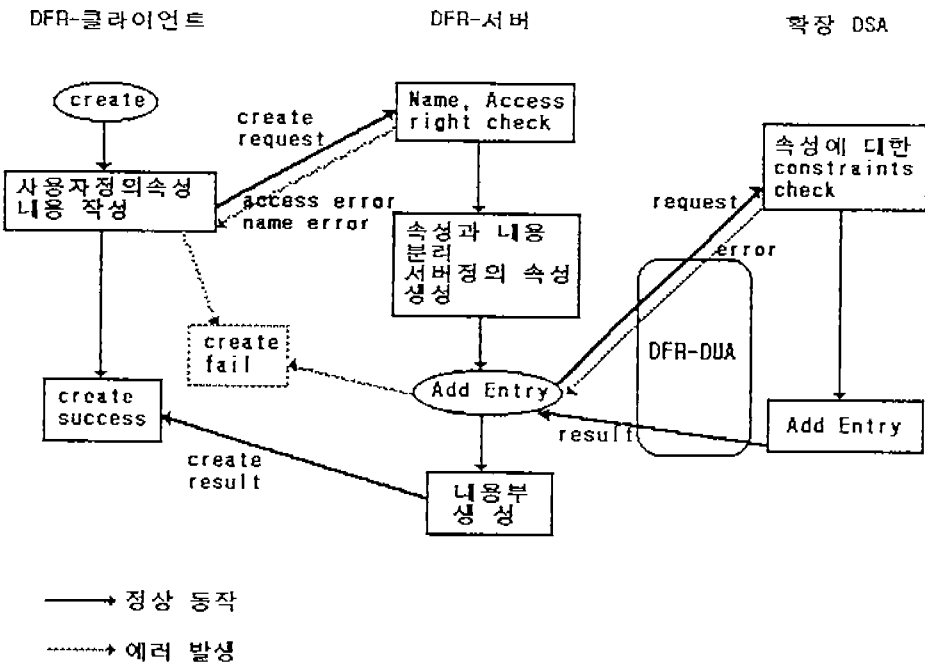 DFR-클라이언트
DFR-서버
확장 DSA
create
create
request
Name, Access
right check
사용자정의속성
내용 작성
access error
name error
속성에 대한
constraints
check
request
error
속성과 내용
분리
서버정의 속성
생성
create
fail
DFR-DUA
create
success
Add Entry
result
Add Entry
create
result
내용부
생성
정상 동작
에러 발생